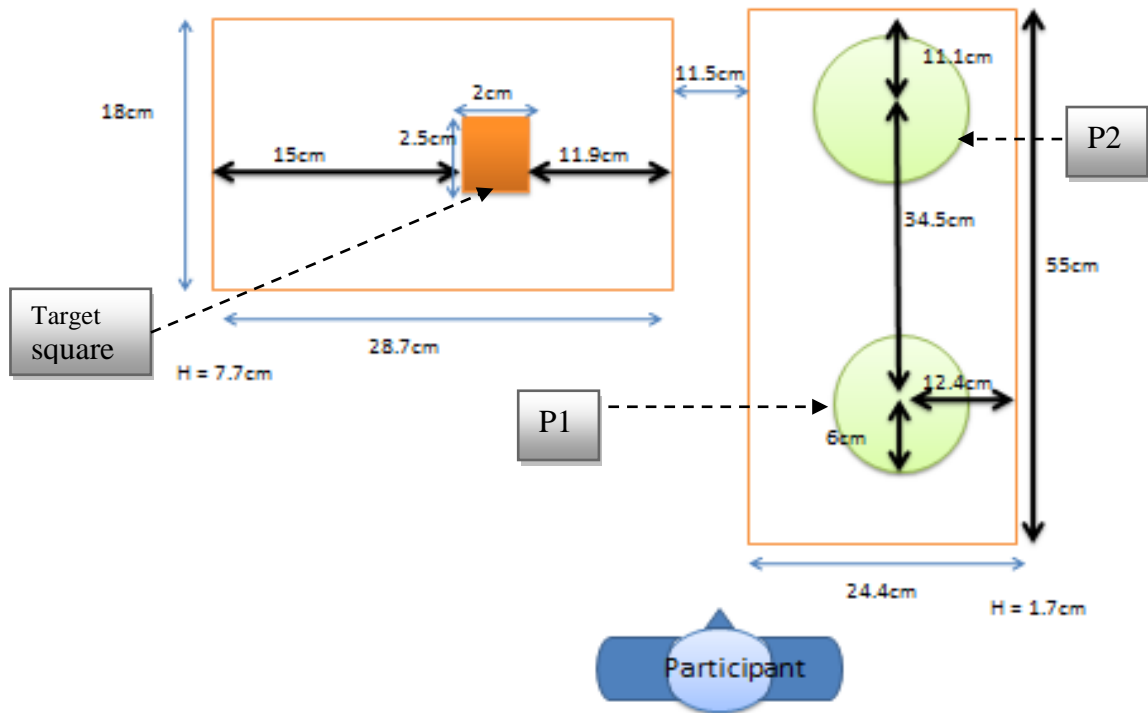 11.1cm
11.5cm
2cm
18cm
2.5cm
P2
15cm
11.9cm
34.5cm
55cm
Target
square
28.7cm
H = 7.7cm
12.4cm
P1
6cm
24.4cm
H = 1.7cm
Participant